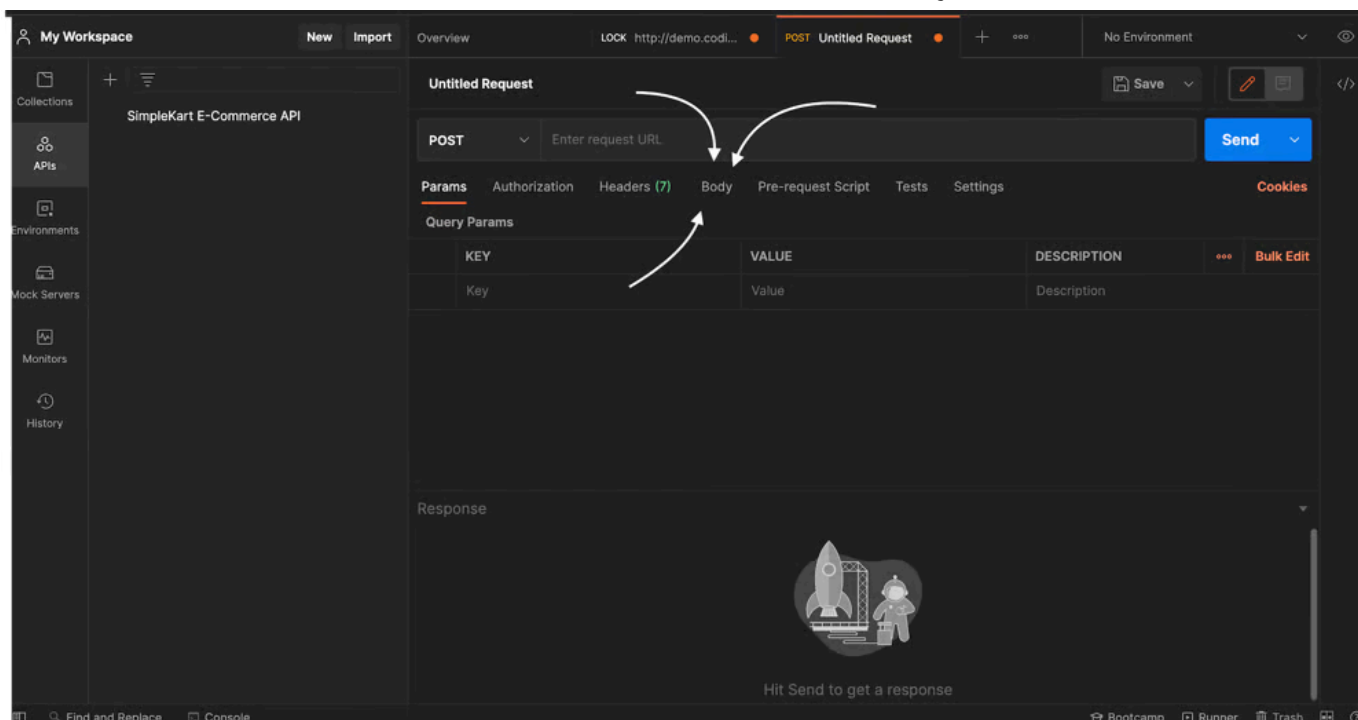 My Workspace New Import Overview LOCK http://demo.codi... POST Untitled Request No Environment
Collections
SimpleKart E-Commerce API
APIs
Environments
Mock Servers
Monitors
History
Untitled Request Save
POST Enter request URL Send
Params Authorization Headers (7) Body Pre-request Script Tests Settings Cookies
Query Params
KEY VALUE DESCRIPTION Bulk Edit
Key Value Description
Response
Hit Send to get a response
Find and Replace Console Bootcamp Runner Trash